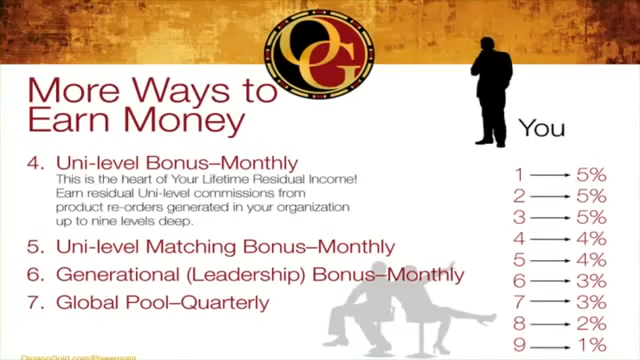 OG
More Ways to
Earn Money
4. Uni-level Bonus–Monthly
This is the heart of Your Lifetime Residual Income!
Earn residual Uni-level commissions from
product re-orders generated in your organization
up to nine levels deep.
5. Uni-level Matching Bonus–Monthly
6. Generational (Leadership) Bonus–Monthly
7. Global Pool–Quarterly
You
1 → 5%
2 → 5%
3 → 5%
4 → 4%
5 → 4%
6 → 3%
7 → 3%
8 → 2%
9 → 1%
OrganoGold.com/Powerpoint